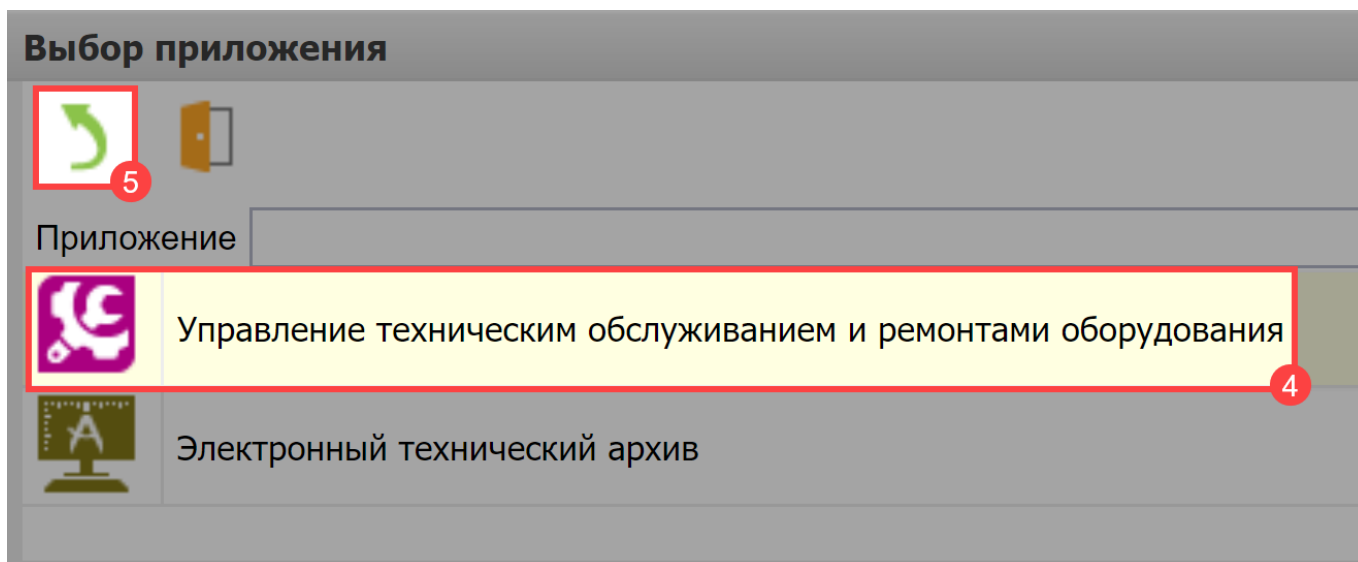 Выбор приложения
5
Приложение
Управление техническим обслуживанием и ремонтами оборудования
4
A
Электронный технический архив